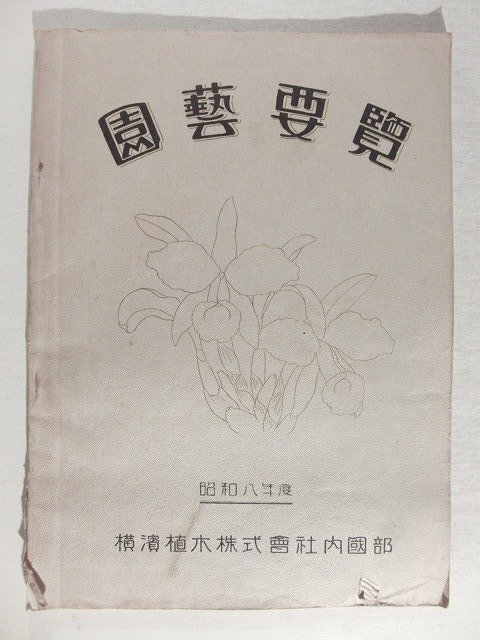 園藝要覽
昭和八年度
橫濱植木株式會社内國部